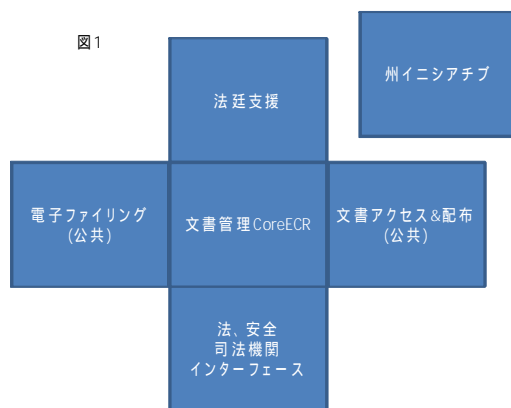 図1
州イニシアチブ
法廷支援
電子ファイリング
(公共)
文書管理CoreECR
文書アクセス&配布
(公共)
法、安全
司法機関
インターフェース